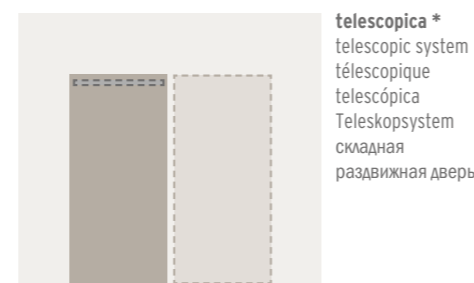 telescopica *
telescopic system
télescopique
telescópica
Teleskopsystem
складная
раздвижная дверь